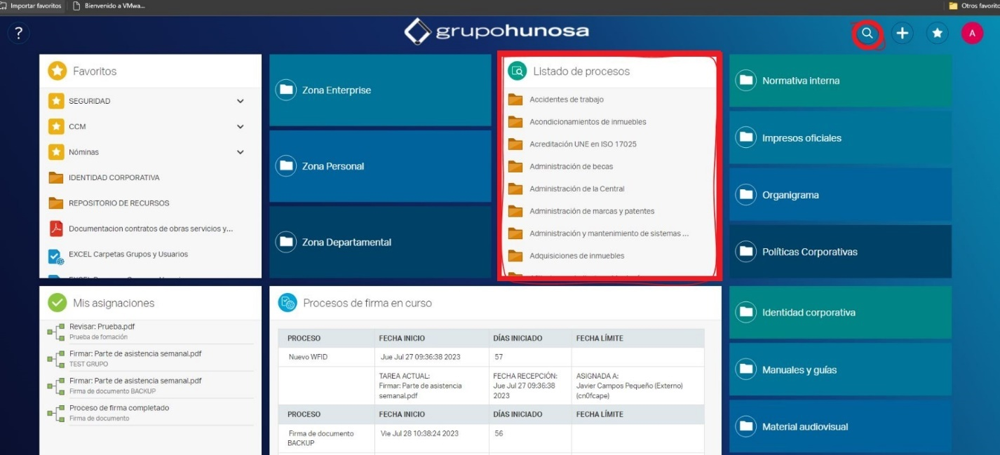 Importar favoritos
Bienvenido a VMwa...
Otros favorito
?
grupohunosa
A
Favoritos
SEGURIDAD
CCM
Nóminas
IDENTIDAD CORPORATIVA
REPOSITORIO DE RECURSOS
Documentacion contratos de obras servicios y...
EXCEL Carpetas Grupos y Usuarios
Zona Enterprise
Zona Personal
Zona Departamental
Listado de procesos
Accidentes de trabajo
Acondicionamientos de inmuebles
Acreditación UNE en ISO 17025
Administración de becas
Administración de la Central
Administración de marcas y patentes
Administración y mantenimiento de sistemas ...
Adquisiciones de inmuebles
Normativa interna
Impresos oficiales
Organigrama
Políticas Corporativas
Mis asignaciones
Revisar: Prueba.pdf
Prueba de fomación
Firmar: Parte de asistencia semanal.pdf
TEST GRUPO
Firmar: Parte de asistencia semanal.pdf
Firma de documento BACKUP
Proceso de firma completado
Firma de documento
Procesos de firma en curso
PROCESO FECHA INICIO DÍAS INICIADO FECHA LÍMITE
Nuevo WFID Jue Jul 27 09:36:38 2023 57
TAREA ACTUAL: FECHA RECEPCIÓN: ASIGNADA A:
Firmar: Parte de asistencia Jue Jul 27 09:36:38 Javier Campos Pequeño (Externo)
semanal.pdf 2023 (cn0fcape)
PROCESO FECHA INICIO DÍAS INICIADO FECHA LÍMITE
Firma de documento Vie Jul 28 10:38:24 2023 56
BACKUP
Identidad corporativa
Manuales y guías
Material audiovisual